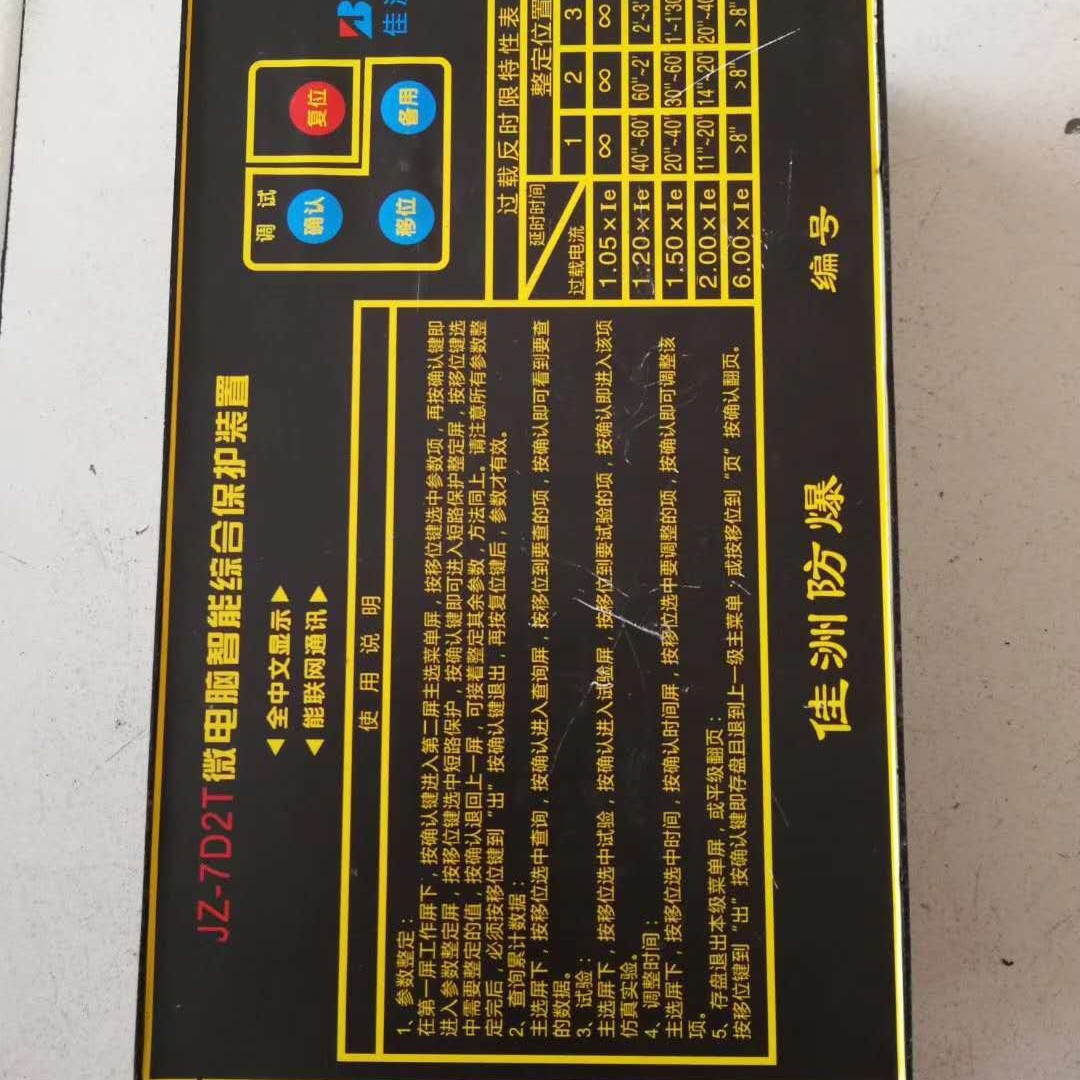 JZ-7D2T微电脑智能综合保护装置
◀全中文显示▶
◀能联网通讯▶
使用说明
1、参数整定：
在第一屏工作屏下，按确认键进入第二屏主选菜单屏，按移位键选中参数项，再按确认键即
进入参数整定屏，按移位键选中短路保护，按确认键即可进入短路保护整定屏，按移位键选
中需要整定的值，按确认退回上一屏，可接着整定其余参数，方法同上。请注意所有参数整
定完后，必须按移位键到“出”按确认键退出，再按复位键后，参数才有效。
2、查询累计数据：
主选屏下，按移位选中查询，按确认进入查询屏，按移位到要查的项，按确认即可看到要查
的数据。
3、试验：
主选屏下，按移位选中试验，按确认进入试验屏，按移位到要试验的项，按确认即进入该项
仿真实验。
4、调整时间：
主选屏下，按移位选中时间，按确认时间屏，按移位选中要调整的项，按确认即可调整该
项。
5、存盘退出本级菜单屏，或平级翻页：
按移位键到“出”按确认键即存盘且退到上一级主菜单；或按移位到“页”按确认翻页。
调试
确认
复位
移位
备用
佳
过载反时限特性表
延时时间
过载电流
整定位置
1 2 3
1.05×Ie ∞ ∞ ∞
1.20×Ie 40"~60" 60"~2' 2'~3'
1.50×Ie 20"~40" 30"~60" 1'~1'30
2.00×Ie 11"~20" 14"~20" 20"~40
6.00×Ie >8" >8" >8"
佳洲防爆
编号